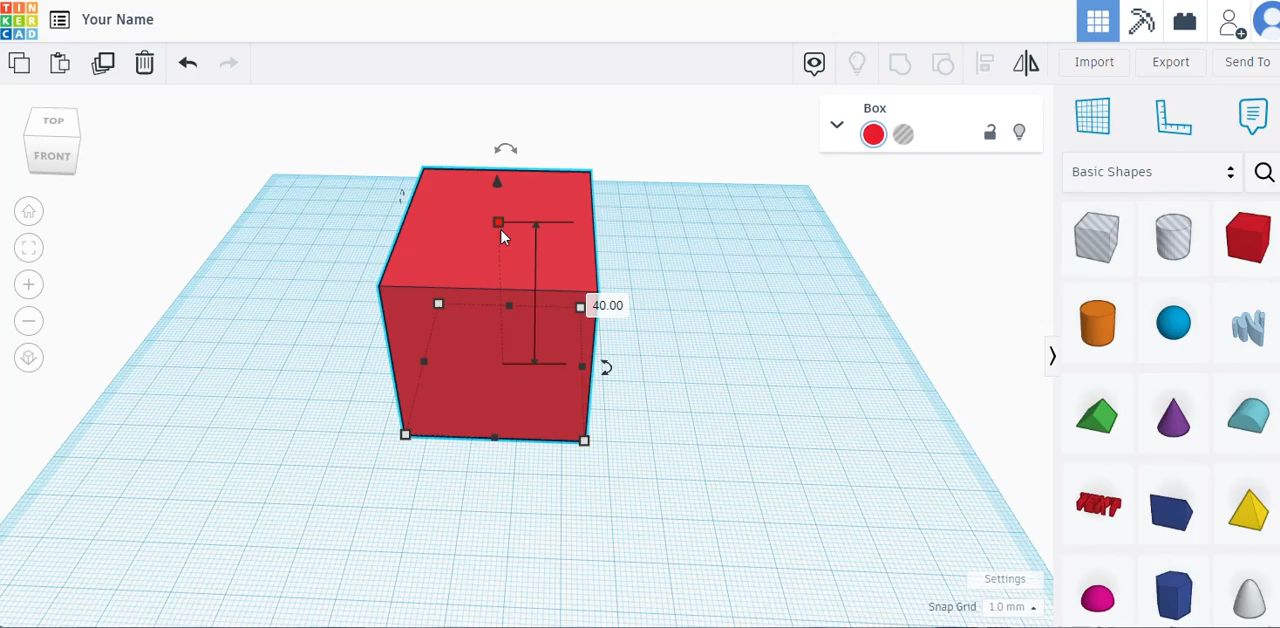 TIN
KER
CAD
Your Name
Import
Export
Send To
TOP
FRONT
Box
Basic Shapes
40.00
TEXT
Settings
Snap Grid 1.0 mm